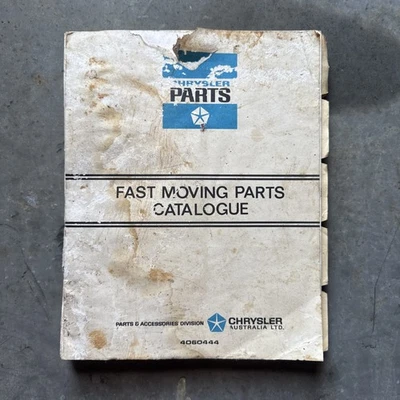 CHRYSLER
PARTS
FAST MOVING PARTS
CATALOGUE
PARTS & ACCESSORIES DIVISION
CHRYSLER
AUSTRALIA LTD.
4060444